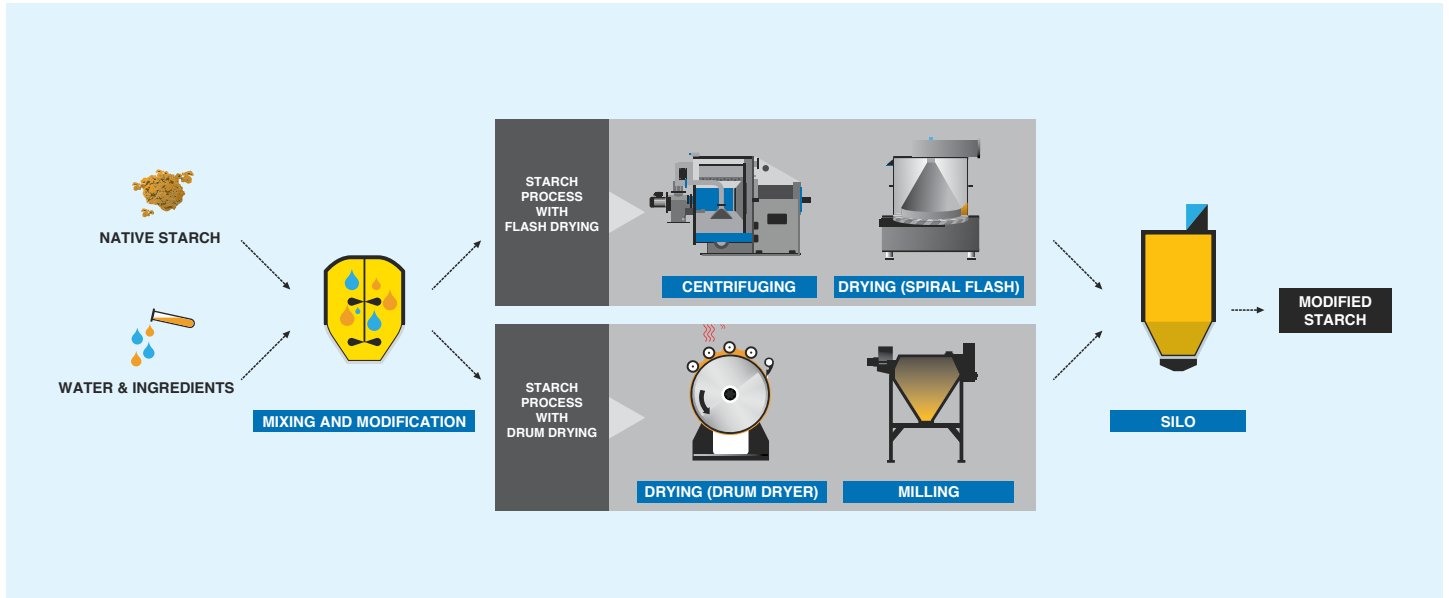 NATIVE STARCH
WATER & INGREDIENTS
MIXING AND MODIFICATION
STARCH
PROCESS
WITH
FLASH DRYING
CENTRIFUGING
DRYING (SPIRAL FLASH)
STARCH
PROCESS
WITH
DRUM DRYING
DRYING (DRUM DRYER)
MILLING
SILO
MODIFIED
STARCH